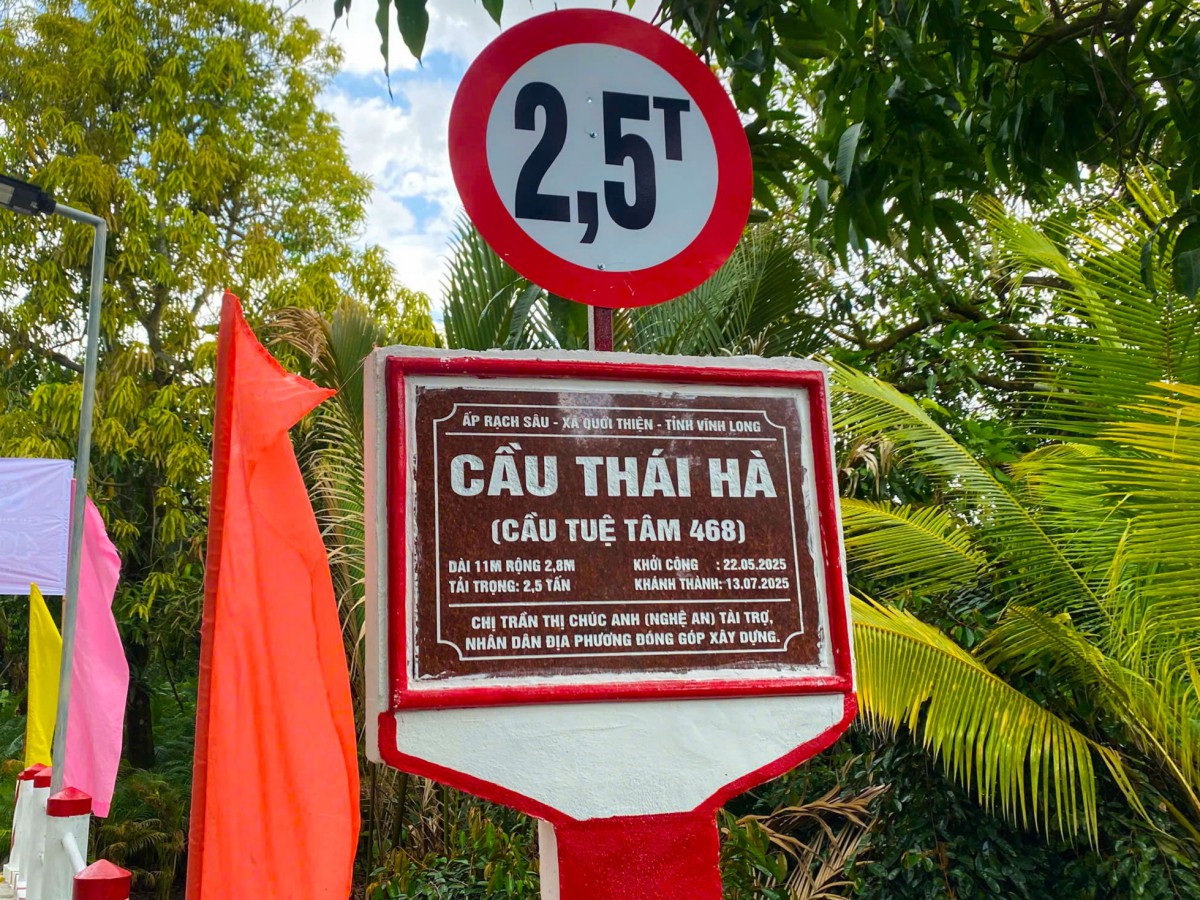 2,5T
ẤP RẠCH SÂU - XÃ QUỚI THIỆN - TỈNH VĨNH LONG
CẦU THÁI HÀ
(CẦU TUỆ TÂM 468)
DÀI 11M RỘNG 2,8M
TẢI TRỌNG: 2,5 TẤN
KHỞI CÔNG : 22.05.2025
KHÁNH THÀNH: 13.07.2025
CHỊ TRẦN THỊ CHÚC ANH (NGHỆ AN) TÀI TRỢ,
NHÂN DÂN ĐỊA PHƯƠNG ĐÓNG GÓP XÂY DỰNG.